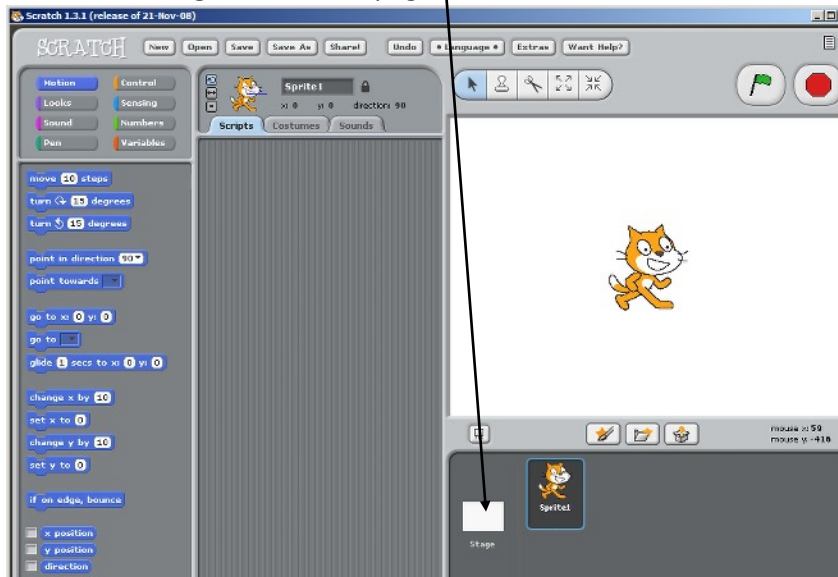 Scratch 1.3.1 (release of 21-Nov-08)
SCRATCH New Open Save Save As Share! Undo Language Extras Want Help?
Motion Control
Looks Sensing
Sound Numbers
Pen Variables
Sprite1
x: 0 y: 0 direction: 90
Scripts Costumes Sounds
move 10 steps
turn 15 degrees
turn 15 degrees
point in direction 90
point towards
go to x: 0 y: 0
go to
glide 1 secs to x: 0 y: 0
change x by 10
set x to 0
change y by 10
set y to 0
if on edge, bounce
x position
y position
direction
mouse x: 59
mouse y: -418
Sprite1
Stage